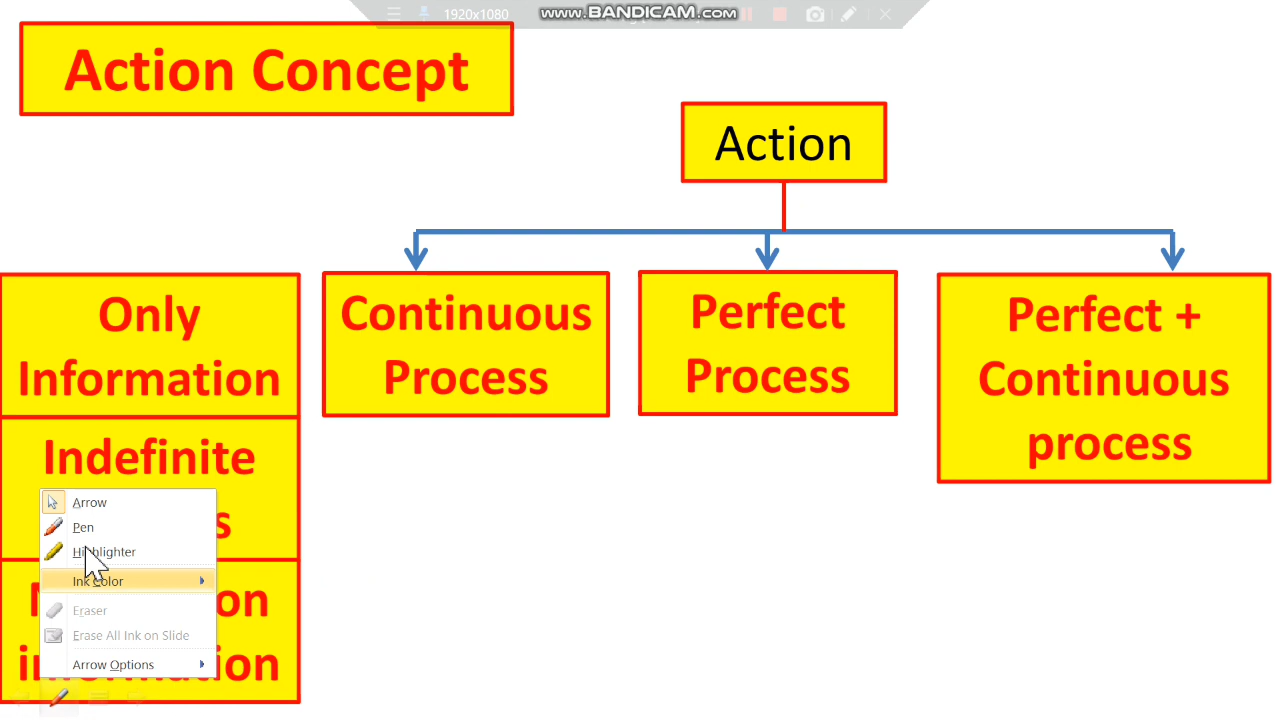 1920x1080
www.BANDICAM.com
Action Concept
Action
Only
Information
Continuous
Process
Perfect
Process
Perfect +
Continuous
process
Indefinite
Arrow
Pen
Highlighter
Ink Color
Eraser
Erase All Ink on Slide
Arrow Options